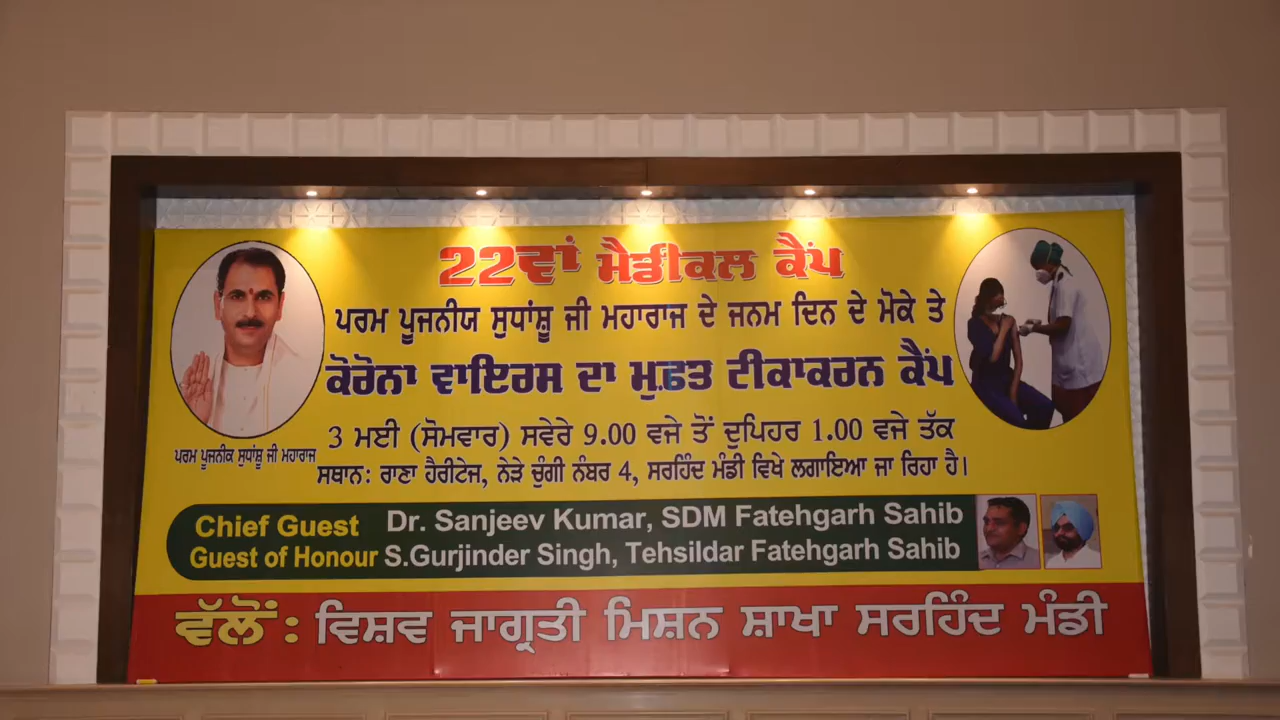 22ਵਾਂ ਮੈਡੀਕਲ ਕੈਂਪ
ਪਰਮ ਪੂਜਨੀਯ ਸੁਧਾਂਸ਼ੂ ਜੀ ਮਹਾਰਾਜ ਦੇ ਜਨਮ ਦਿਨ ਦੇ ਮੋਕੇ ਤੇ
ਕੋਰੋਨਾ ਵਾਇਰਸ ਦਾ ਮੁਫ਼ਤ ਟੀਕਾਕਰਨ ਕੈਂਪ
3 ਮਈ (ਸੋਮਵਾਰ) ਸਵੇਰੇ 9.00 ਵਜੇ ਤੋਂ ਦੁਪਿਹਰ 1.00 ਵਜੇ ਤੱਕ
ਪਰਮ ਪੂਜਨੀਕ ਸੁਧਾਂਸ਼ੂ ਜੀ ਮਹਾਰਾਜ
ਸਥਾਨ: ਰਾਣਾ ਹੈਰੀਟੇਜ, ਨੇੜੇ ਚੁੰਗੀ ਨੰਬਰ 4, ਸਰਹਿੰਦ ਮੰਡੀ ਵਿਖੇ ਲਗਾਇਆ ਜਾ ਰਿਹਾ ਹੈ।
Chief Guest Dr. Sanjeev Kumar, SDM Fatehgarh Sahib
Guest of Honour S.Gurjinder Singh, Tehsildar Fatehgarh Sahib
ਵੱਲੋਂ : ਵਿਸ਼ਵ ਜਾਗ੍ਰਤੀ ਮਿਸ਼ਨ ਸ਼ਾਖਾ ਸਰਹਿੰਦ ਮੰਡੀ